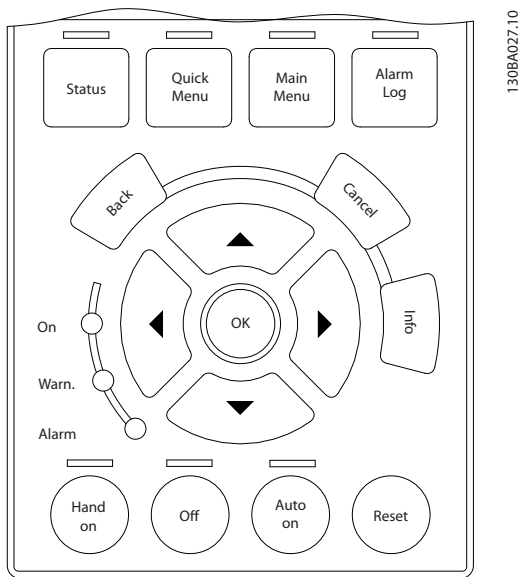 130BA027.10
Status
Quick
Menu
Main
Menu
Alarm
Log
Back
Cancel
Info
OK
On
Warn.
Alarm
Hand
on
Off
Auto
on
Reset